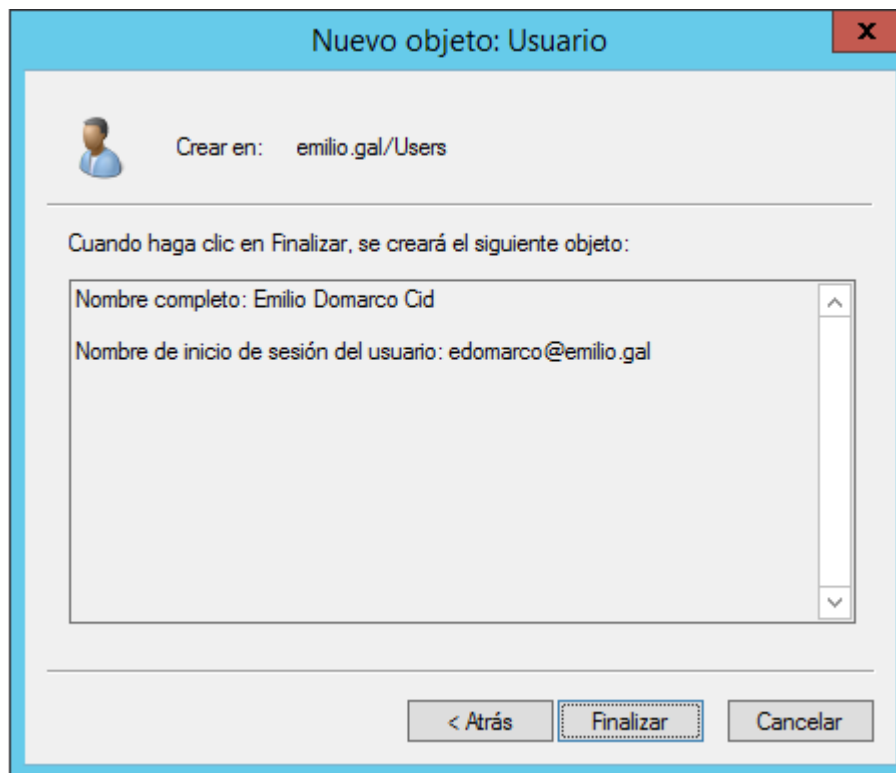 Nuevo objeto: Usuario
x
Crear en: emilio.gal/Users
Cuando haga clic en Finalizar, se creará el siguiente objeto:
Nombre completo: Emilio Domarco Cid
Nombre de inicio de sesión del usuario: edomarco@emilio.gal
< Atrás
Finalizar
Cancelar